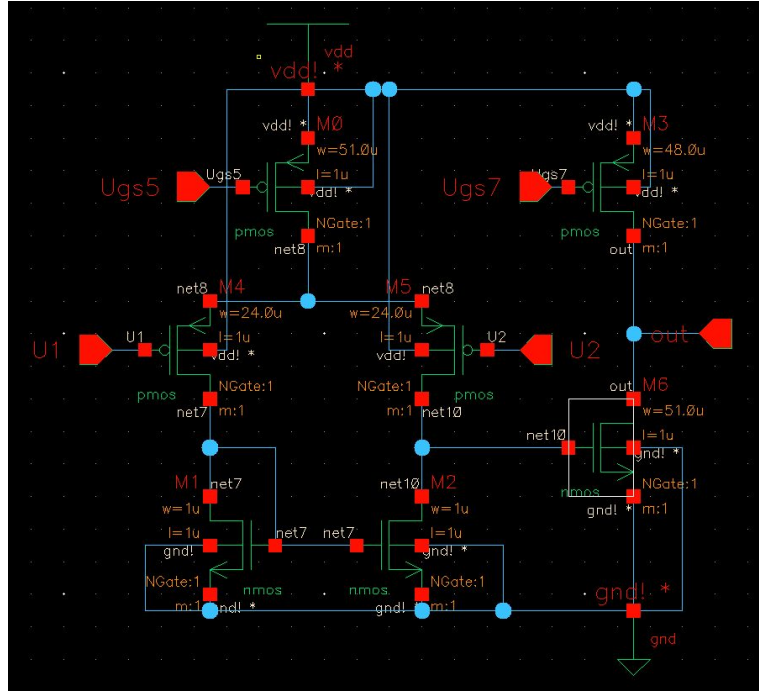 vdd
vdd! *
M0
vdd! *
w=51.0u
Ugs5
Ugs5
l=1u
vdd! *
NGate:1
pmos
m:1
net8
M3
vdd! *
w=48.0u
Ugs7
Ugs7
l=1u
vdd! *
NGate:1
pmos
m:1
out
net8
M4
w=24.0u
U1
U1
l=1u
vdd! *
NGate:1
pmos
m:1
net7
M5
net8
w=24.0u
l=1u
U2
U2
vdd!
NGate:1
pmos
m:1
net10
out
out
M6
w=51.0u
net10
l=1u
gnd! *
NGate:1
nmos
m:1
gnd! *
M1
net7
w=1u
l=1u
net7
gnd!
NGate:1
nmos
m:1
gnd! *
net10
M2
w=1u
l=1u
net7
gnd! *
NGate:1
nmos
m:1
gnd! *
gnd! *
gnd